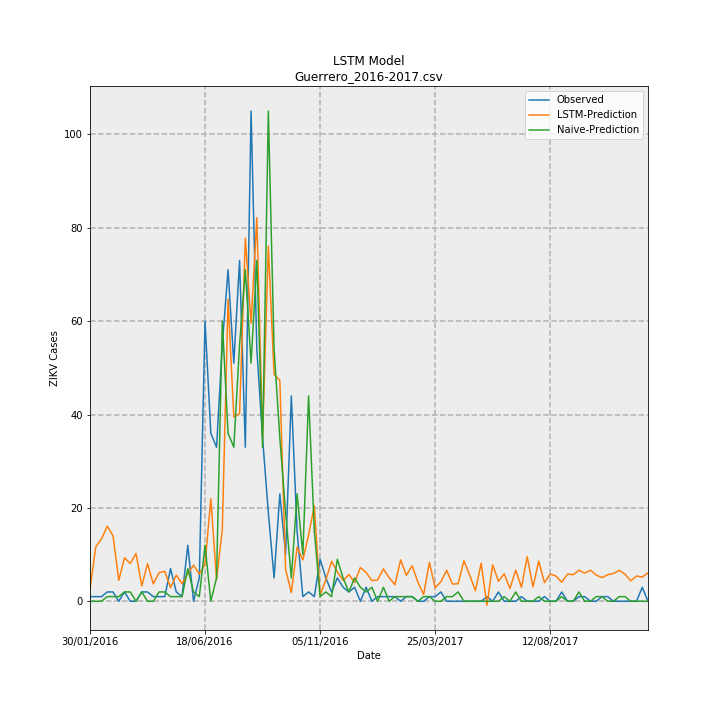 LSTM Model
Guerrero_2016-2017.csv
Observed
LSTM-Prediction
Naive-Prediction
100
80
60
40
20
0
ZIKV Cases
30/01/2016
18/06/2016
05/11/2016
25/03/2017
12/08/2017
Date